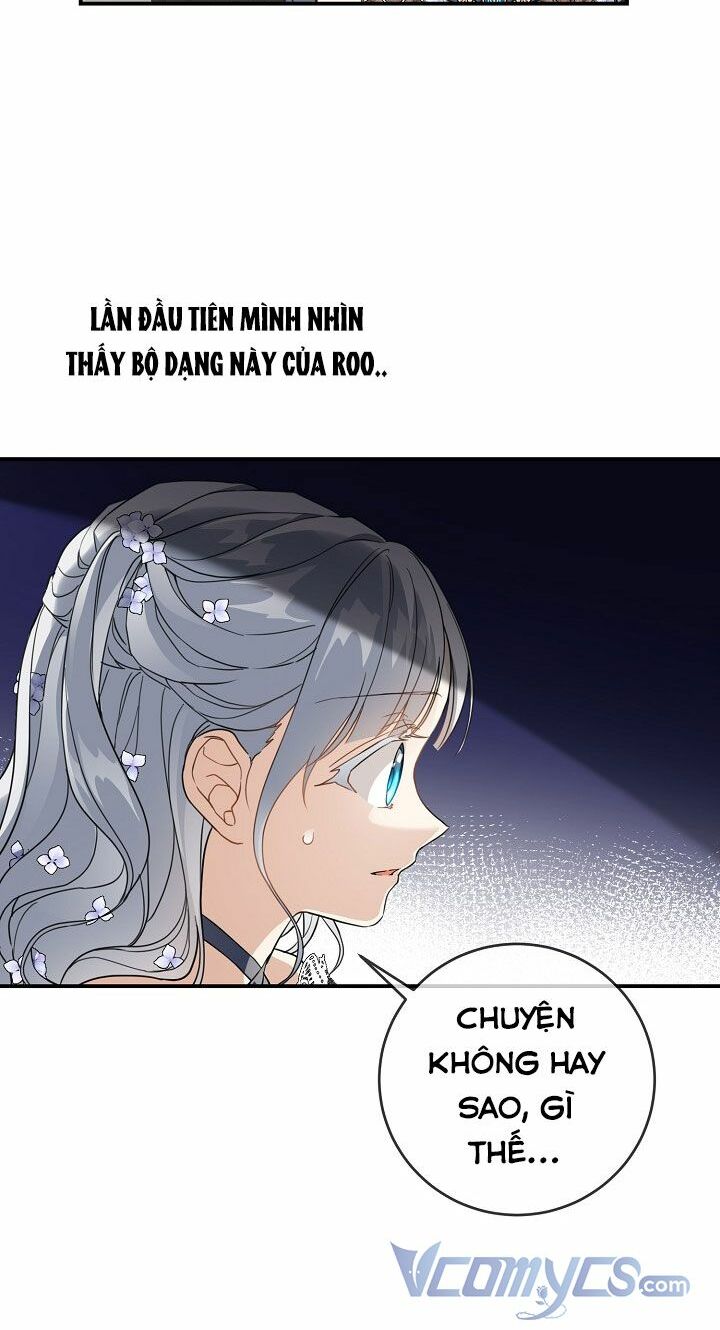 LẦN ĐẦU TIÊN MÌNH NHÌN
THẤY BỘ DẠNG NÀY CỦA ROO..
CHUYỆN
KHÔNG HAY
SAO, GÌ
THẾ...
VCOMYCS.com